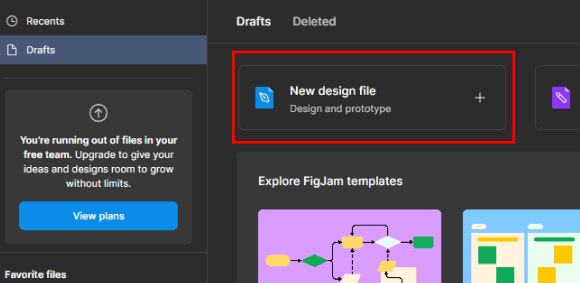 Recents
Drafts
You're running out of files in your
free team. Upgrade to give your
ideas and designs room to grow
without limits.
View plans
Favorite files
Drafts Deleted
New design file
Design and prototype
Explore FigJam templates